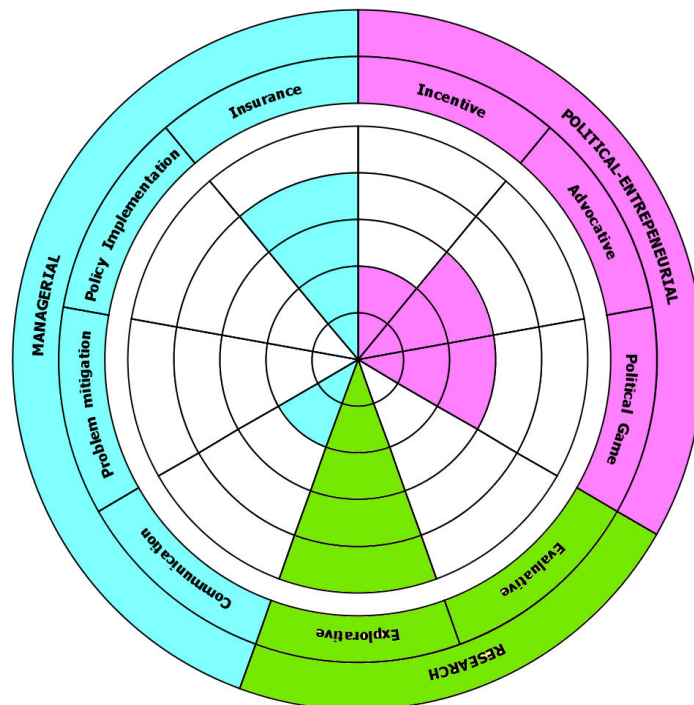 POLITICAL-ENTREPENEURIAL
Incentive
Advocative
Political Game
RESEARCH
Evaluative
Explorative
MANAGERIAL
Communication
Problem mitigation
Policy Implementation
Insurance